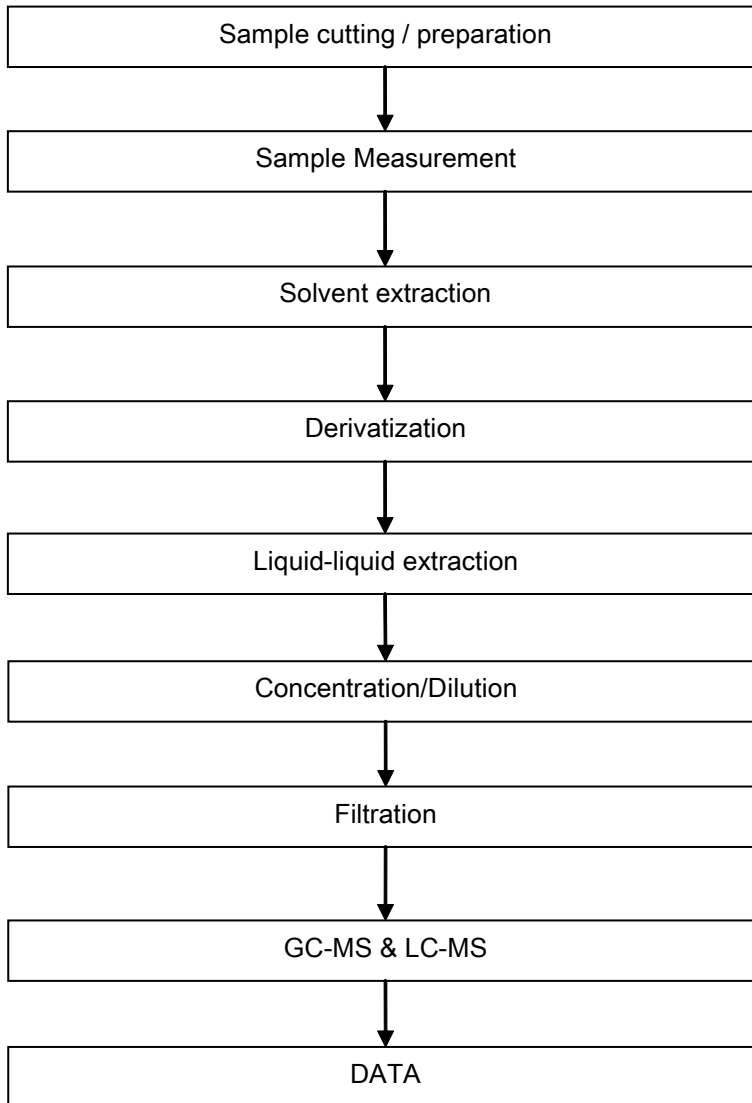 Sample cutting / preparation
Sample Measurement
Solvent extraction
Derivatization
Liquid-liquid extraction
Concentration/Dilution
Filtration
GC-MS & LC-MS
DATA